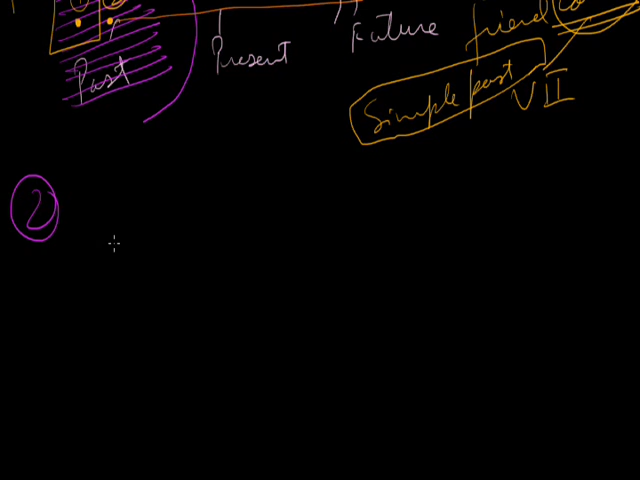 friend
Past Present Future
Simple past
V II
2